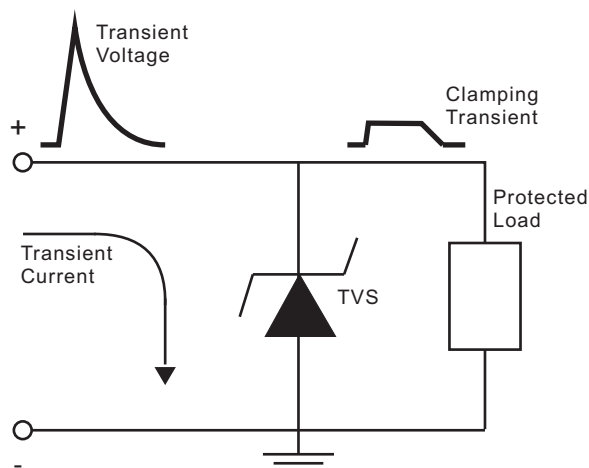 Transient
Voltage
Clamping
Transient
+
Protected
Load
Transient
Current
TVS
-